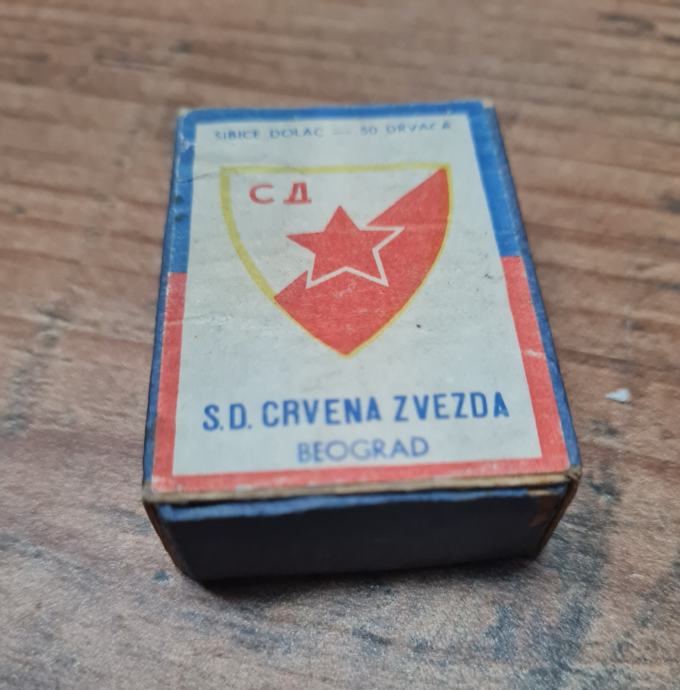 ŠIBICE DOLAC — 50 DRVACA
СД
S.D. CRVENA ZVEZDA
BEOGRAD